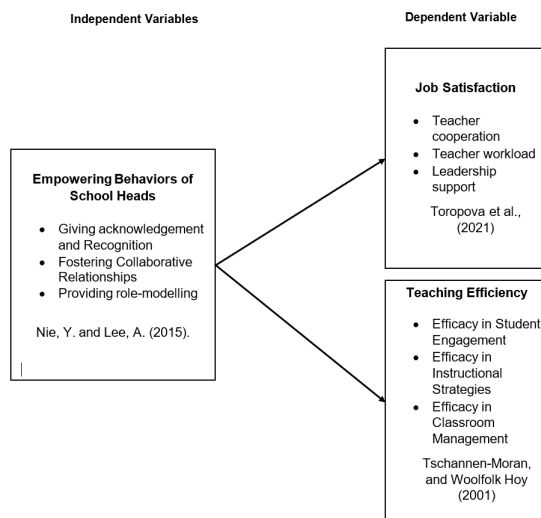 Independent Variables
Dependent Variable
Empowering Behaviors of
School Heads
• Giving acknowledgement
and Recognition
• Fostering Collaborative
Relationships
• Providing role-modelling
Nie, Y. and Lee, A. (2015).
Job Satisfaction
• Teacher
cooperation
• Teacher workload
• Leadership
support
Toropova et al.,
(2021)
Teaching Efficiency
• Efficacy in Student
Engagement
• Efficacy in
Instructional
Strategies
• Efficacy in
Classroom
Management
Tschannen-Moran,
and Woolfolk Hoy
(2001)